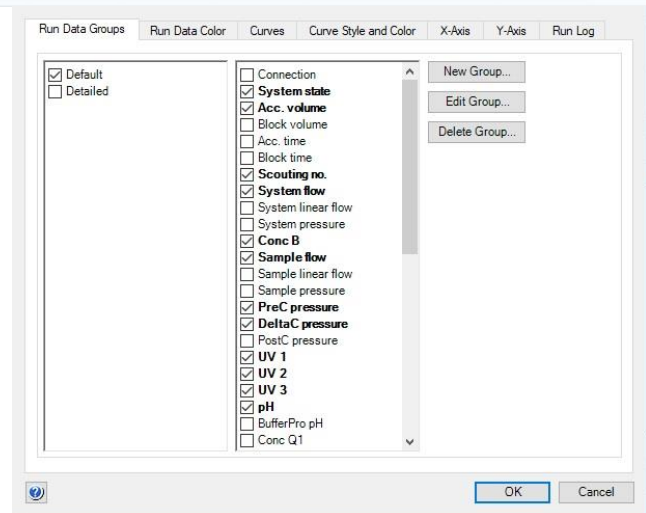 Run Data Groups
Run Data Color
Curves
Curve Style and Color
X-Axis
Y-Axis
Run Log
Default
Detailed
Connection
System state
Acc. volume
Block volume
Acc. time
Block time
Scouting no.
System flow
System linear flow
System pressure
Conc B
Sample flow
Sample linear flow
Sample pressure
PreC pressure
DeltaC pressure
PostC pressure
UV 1
UV 2
UV 3
pH
BufferPro pH
Conc Q1
New Group...
Edit Group...
Delete Group...
?
OK
Cancel